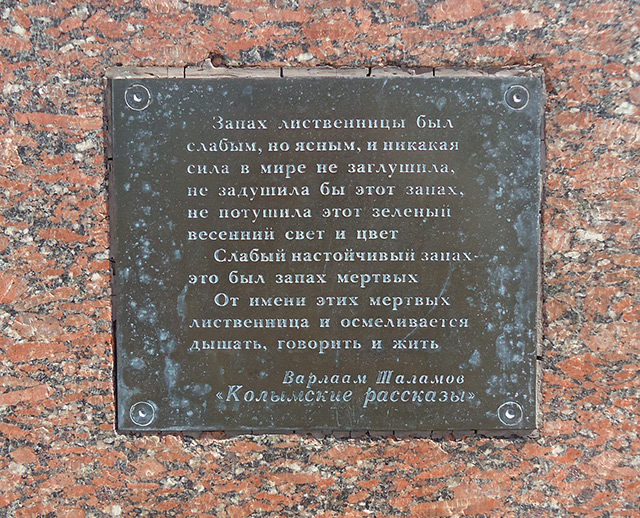 Запах лиственницы был
слабым, но ясным, и никакая
сила в мире не заглушила,
не задушила бы этот запах,
не потушила этот зеленый
весенний свет и цвет
Слабый настойчивый запах-
это был запах мертвых
От имени этих мертвых
лиственница и осмеливается
дышать, говорить и жить
Варлаам Шаламов
«Колымские рассказы»